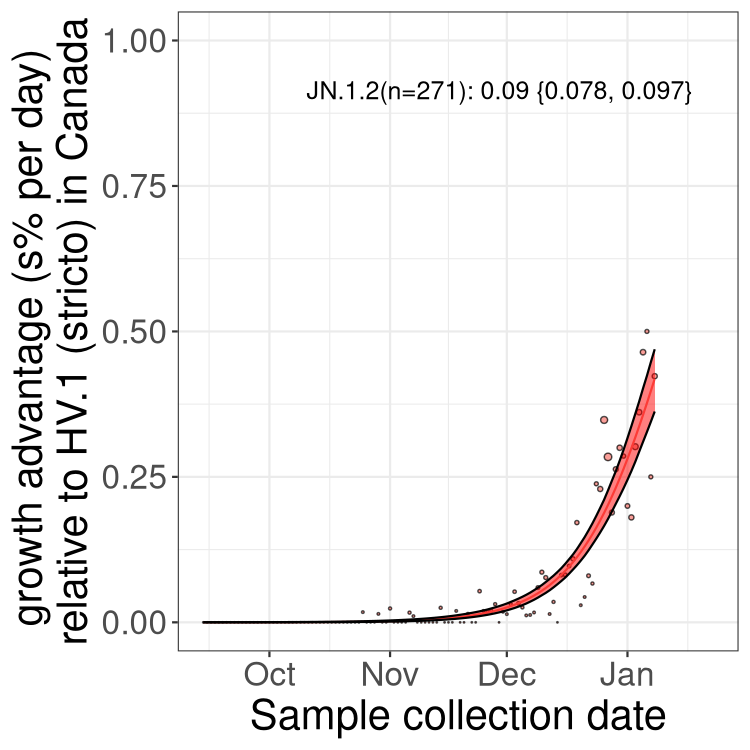 growth advantage (s% per day)
relative to HV.1 (stricto) in Canada
1.00
0.75
0.50
0.25
0.00
JN.1.2(n=271): 0.09 {0.078, 0.097}
Oct Nov Dec Jan
Sample collection date